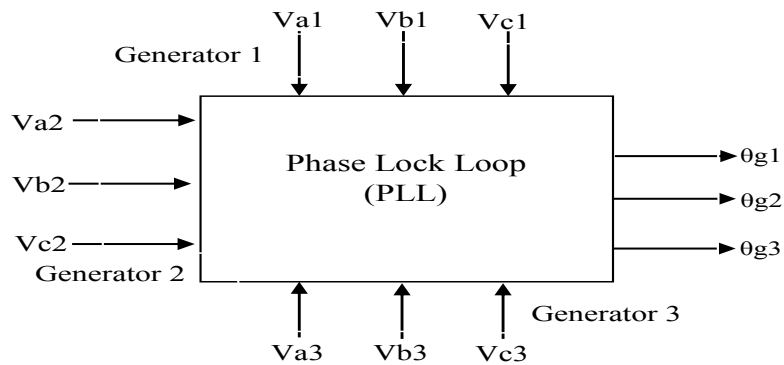 Va1 Vb1 Vc1
Generator 1
Va2
Phase Lock Loop
(PLL)
θg1
Vb2
θg2
Vc2
θg3
Generator 2
Generator 3
Va3 Vb3 Vc3